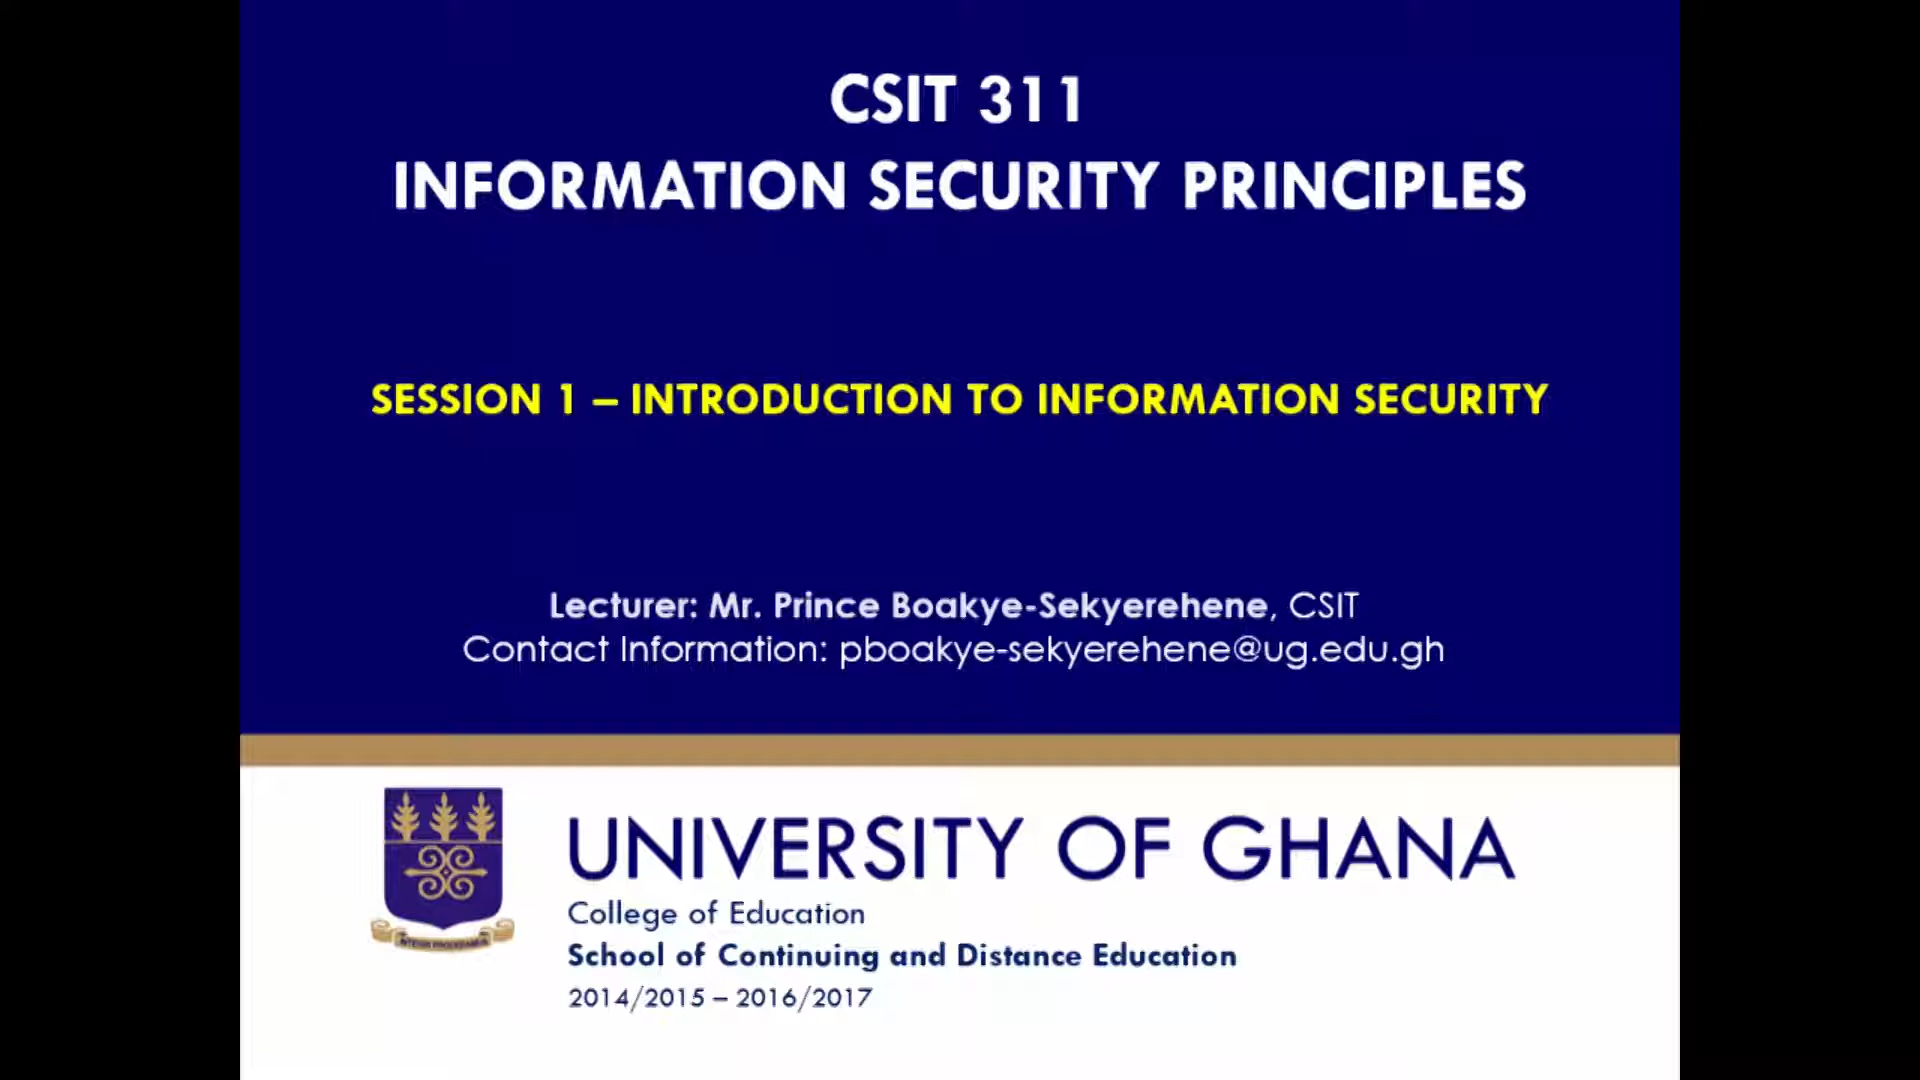 CSIT 311
INFORMATION SECURITY PRINCIPLES
SESSION 1 – INTRODUCTION TO INFORMATION SECURITY
Lecturer: Mr. Prince Boakye-Sekyerehene, CSIT
Contact Information: pboakye-sekyerehene@ug.edu.gh
UNIVERSITY OF GHANA
College of Education
School of Continuing and Distance Education
2014/2015 – 2016/2017